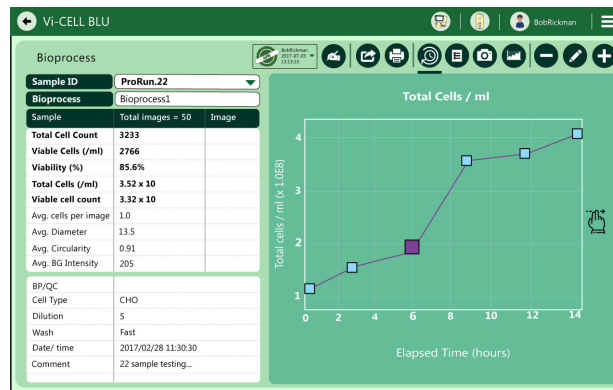 Vi-CELL BLU
BobRickman
Bioprocess
BobRickman
2017-07-05
13:13:13
Sample ID ProRun.22
Bioprocess Bioprocess1
Sample Total images = 50 Image
Total Cell Count 3233
Viable Cells (/ml) 2766
Viability (%) 85.6%
Total Cells (/ml) 3.52 x 10
Viable cell count 3.32 x 10
Avg. cells per image 1.0
Avg. Diameter 13.5
Avg. Circularity 0.91
Avg. BG Intensity 205
BP/QC
Cell Type CHO
Dilution 5
Wash Fast
Date/ time 2017/02/28 11:30:30
Comment 22 sample testing...
Total Cells / ml
Total cells / ml (x 1.0E8)
4
3
2
1
0 2 4 6 8 10 12 14
Elapsed Time (hours)